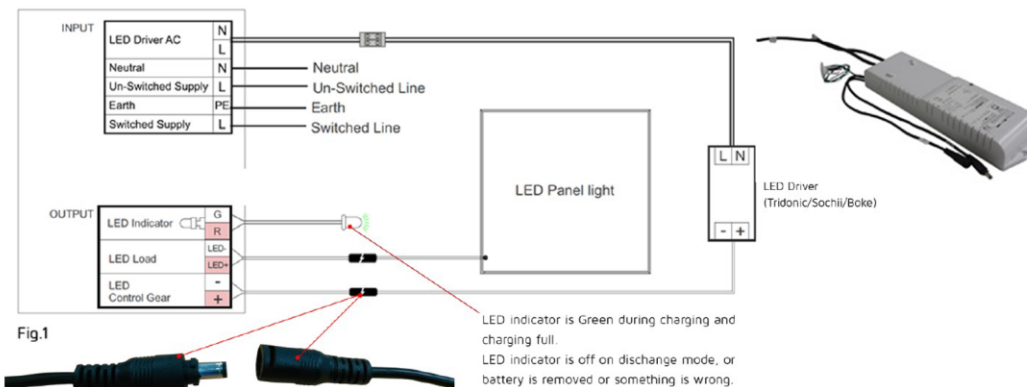 INPUT
LED Driver AC
N
L
Neutral
N
Neutral
Un-Switched Supply
L
Un-Switched Line
Earth
PE
Earth
Switched Supply
L
Switched Line
LED Panel light
L N
- +
LED Driver
(Tridonic/Sochii/Boke)
OUTPUT
LED Indicator
G
R
LED Load
LED-
LED+
LED
Control Gear
-
+
Fig.1
LED indicator is Green during charging and
charging full.
LED indicator is off on discharge mode, or
battery is removed or something is wrong.